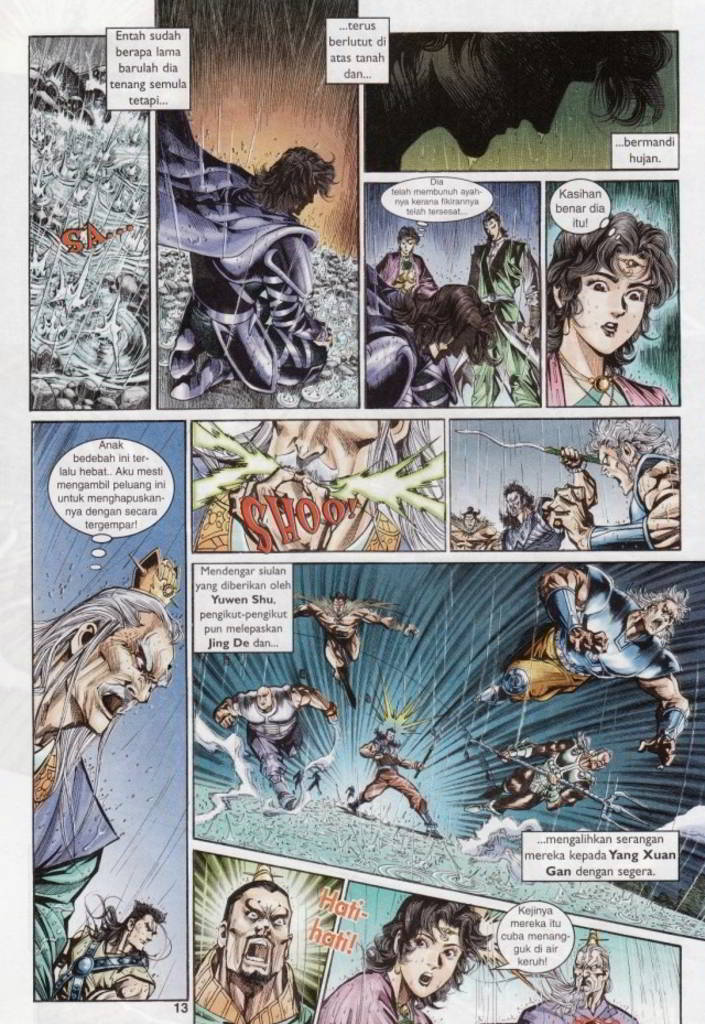 Entah sudah
berapa lama
barulah dia
tenang semula
tetapi...
...terus
berlutut di
atas tanah
dan...
...bermandi
hujan.
SA...
Dia
telah membunuh ayah-
nya kerana fikirannya
telah tersesat...
Kasihan
benar dia
itu!
Anak
bedebah ini ter-
lalu hebat.. Aku mesti
mengambil peluang ini
untuk menghapuskan-
nya dengan secara
tergempar!
SHOO!
Mendengar siulan
yang diberikan oleh
Yuwen Shu,
pengikut-pengikut
pun melepaskan
Jing De dan...
...mengalihkan serangan
mereka kepada Yang Xuan
Gan dengan segera.
Hati-
hati!
Kejinya
mereka itu
cuba menang-
guk di air
keruh!
13